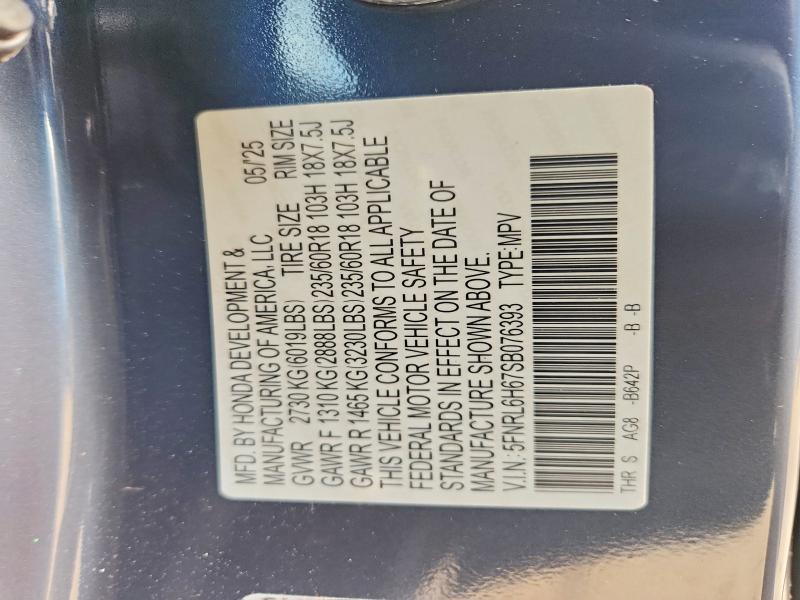 MFD. BY HONDA DEVELOPMENT &
MANUFACTURING OF AMERICA, LLC 05/'25
GVWR 2730 KG(6019LBS) TIRE SIZE RIM SIZE
GAWR F 1310 KG(2888LBS)235/60R18 103H 18X7.5J
GAWR R 1465 KG(3230LBS)235/60R18 103H 18X7.5J
THIS VEHICLE CONFORMS TO ALL APPLICABLE
FEDERAL MOTOR VEHICLE SAFETY
STANDARDS IN EFFECT ON THE DATE OF
MANUFACTURE SHOWN ABOVE.
V.I.N.: 5FNRL6H67SB076393 TYPE:MPV
THR S AG8 -B642P -B -B